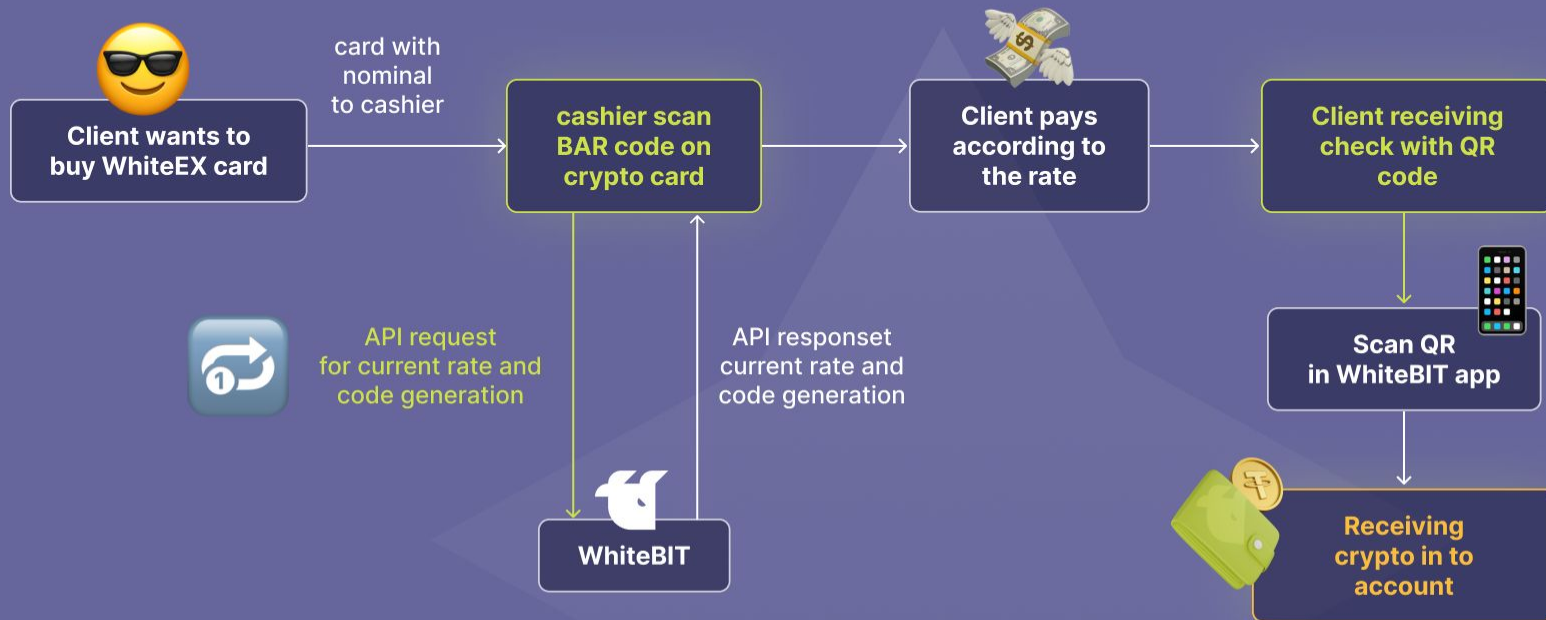 Client wants to
buy WhiteEX card
card with
nominal
to cashier
cashier scan
BAR code on
crypto card
Client pays
according to
the rate
Client receiving
check with QR
code
API request
for current rate and
code generation
API responset
current rate and
code generation
1
Scan QR
in WhiteBIT app
WhiteBIT
Receiving
crypto in to
account